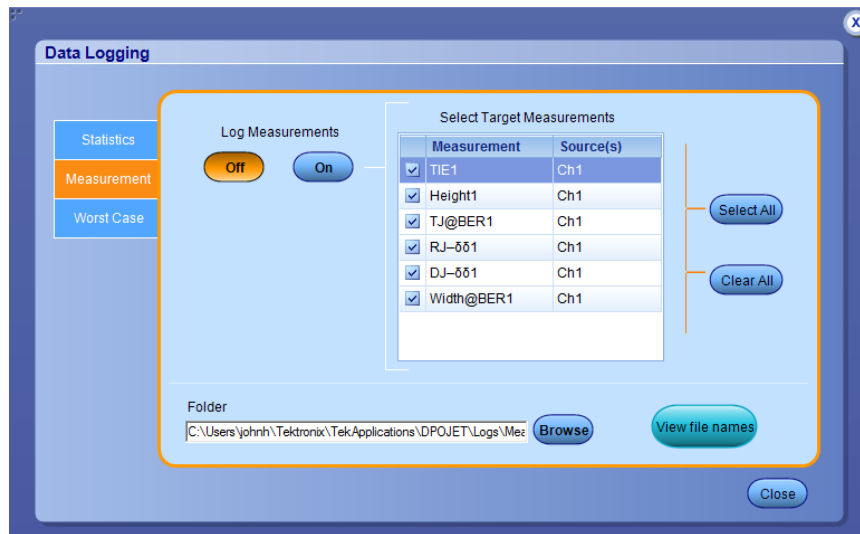 X
Data Logging
Statistics
Measurement
Worst Case
Log Measurements
Off On
Select Target Measurements
Measurement Source(s)
TIE1 Ch1
Height1 Ch1
TJ@BER1 Ch1
RJ–δδ1 Ch1
DJ–δδ1 Ch1
Width@BER1 Ch1
Select All
Clear All
Folder
C:\Users\johnh\Tektronix\TekApplications\DPOJET\Logs\Mea
Browse
View file names
Close